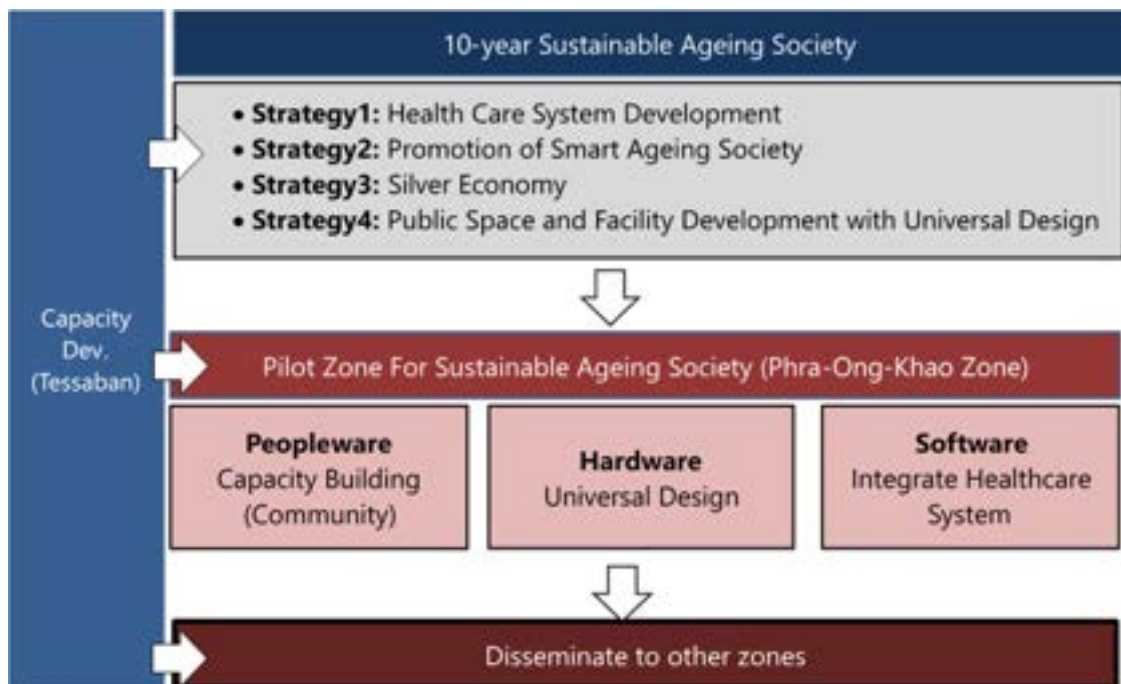 10-year Sustainable Ageing Society
• Strategy1: Health Care System Development
• Strategy2: Promotion of Smart Ageing Society
• Strategy3: Silver Economy
• Strategy4: Public Space and Facility Development with Universal Design
Capacity
Dev.
(Tessaban)
Pilot Zone For Sustainable Ageing Society (Phra-Ong-Khao Zone)
Peopleware
Capacity Building
(Community)
Hardware
Universal Design
Software
Integrate Healthcare
System
Disseminate to other zones